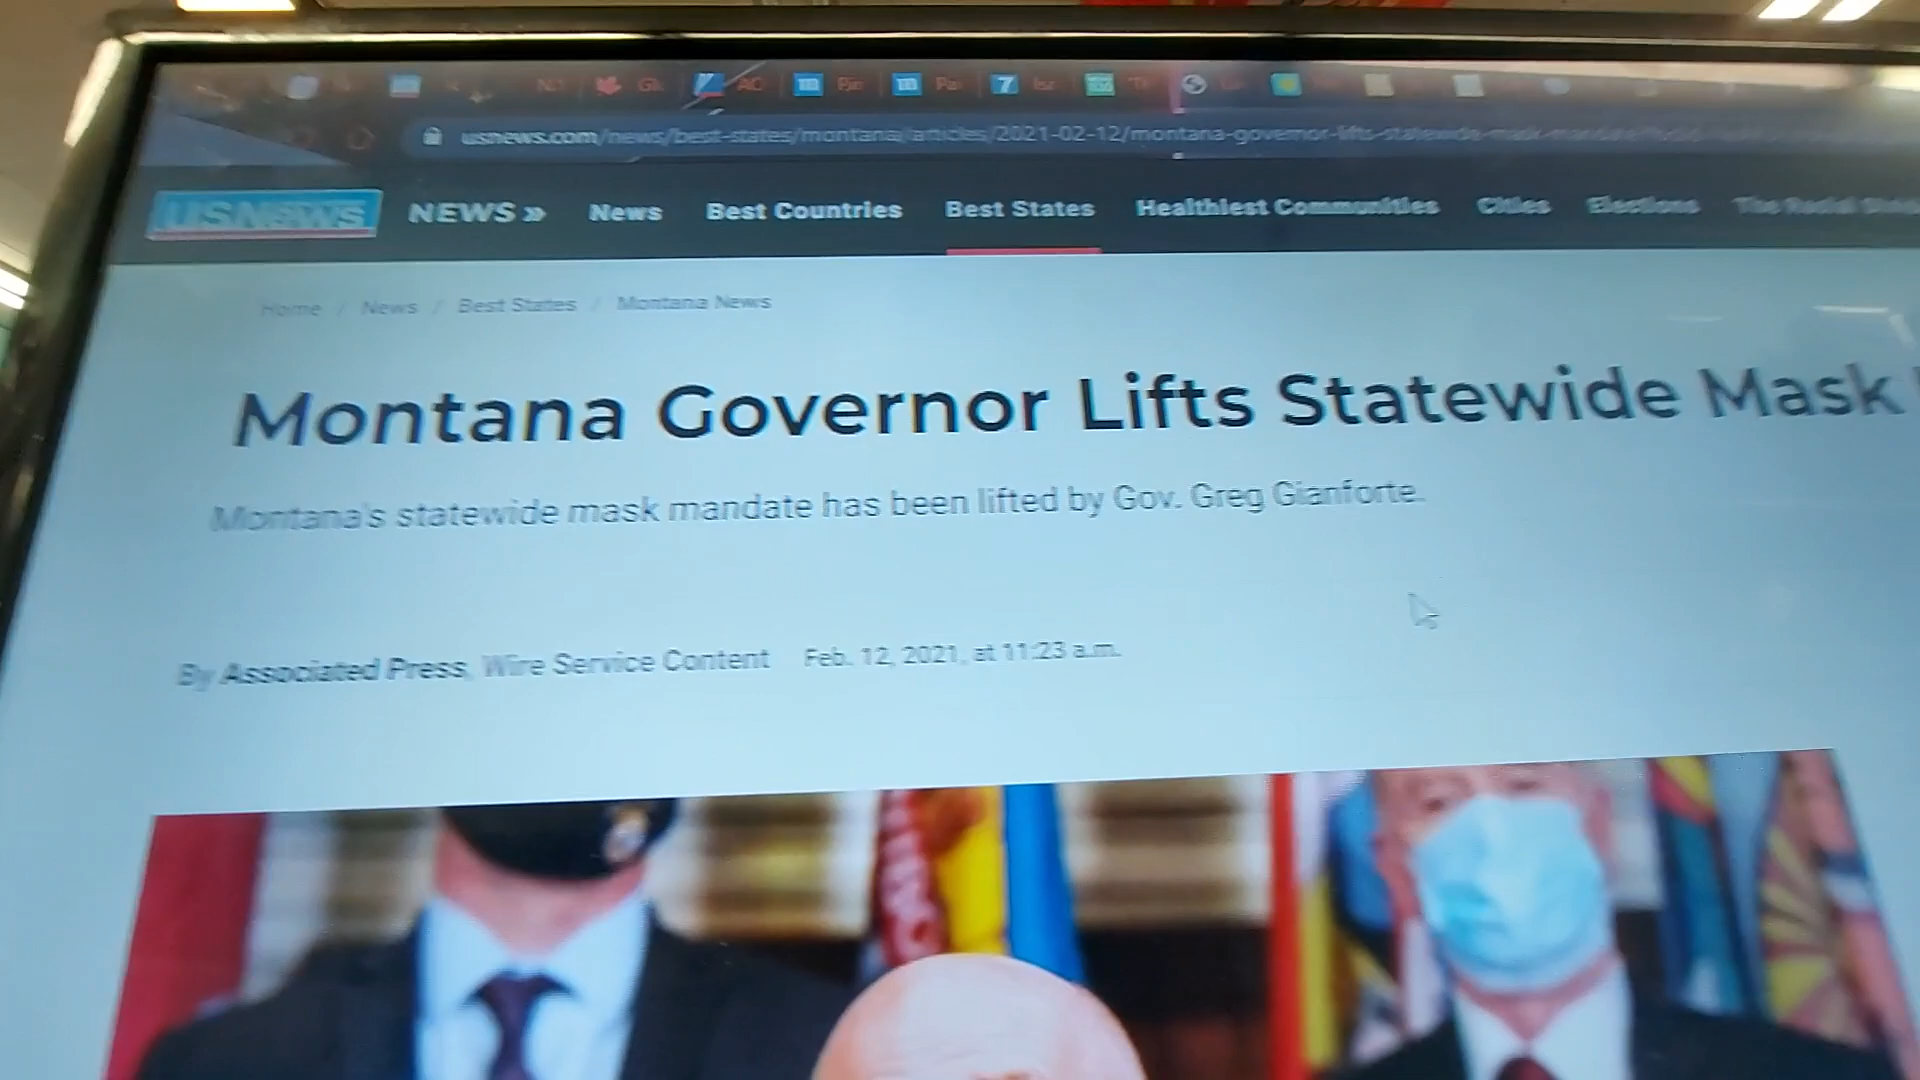 usnews.com/news/best-states/montana/articles/2021-02-12/montana-governor-lifts-statewide-mask-mandate
USNEWS NEWS » News Best Countries Best States Healthiest Communities Cities Elections The Racial
Home / News / Best States / Montana News
Montana Governor Lifts Statewide Mask
Montana's statewide mask mandate has been lifted by Gov. Greg Gianforte.
By Associated Press, Wire Service Content Feb. 12, 2021, at 11:23 a.m.